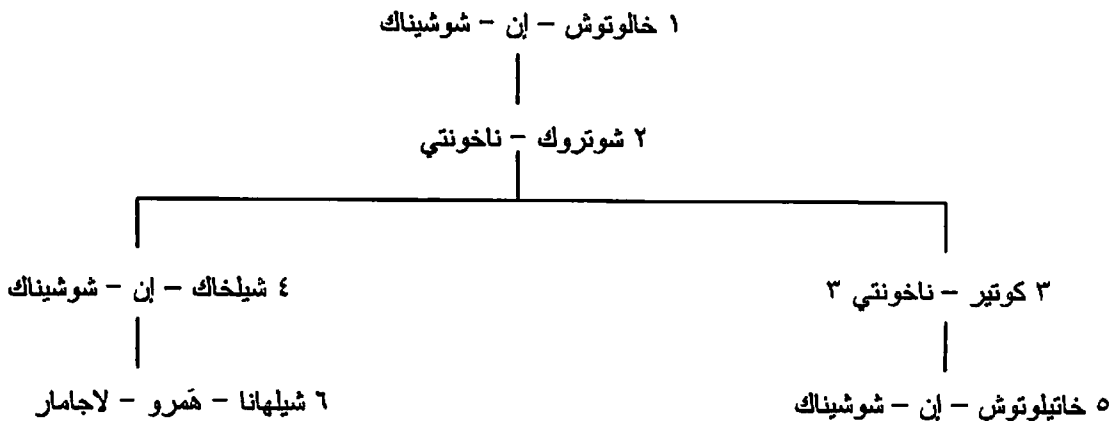 ١ خالوتوش – إن – شوشيناك
٢ شوتروك – ناخونتي
٣ كوتير – ناخونتي ٣
٤ شيلخاك – إن – شوشيناك
٥ خاتيلوتوش – إن – شوشيناك
٦ شيلهانا – هَمرو – لاجامار